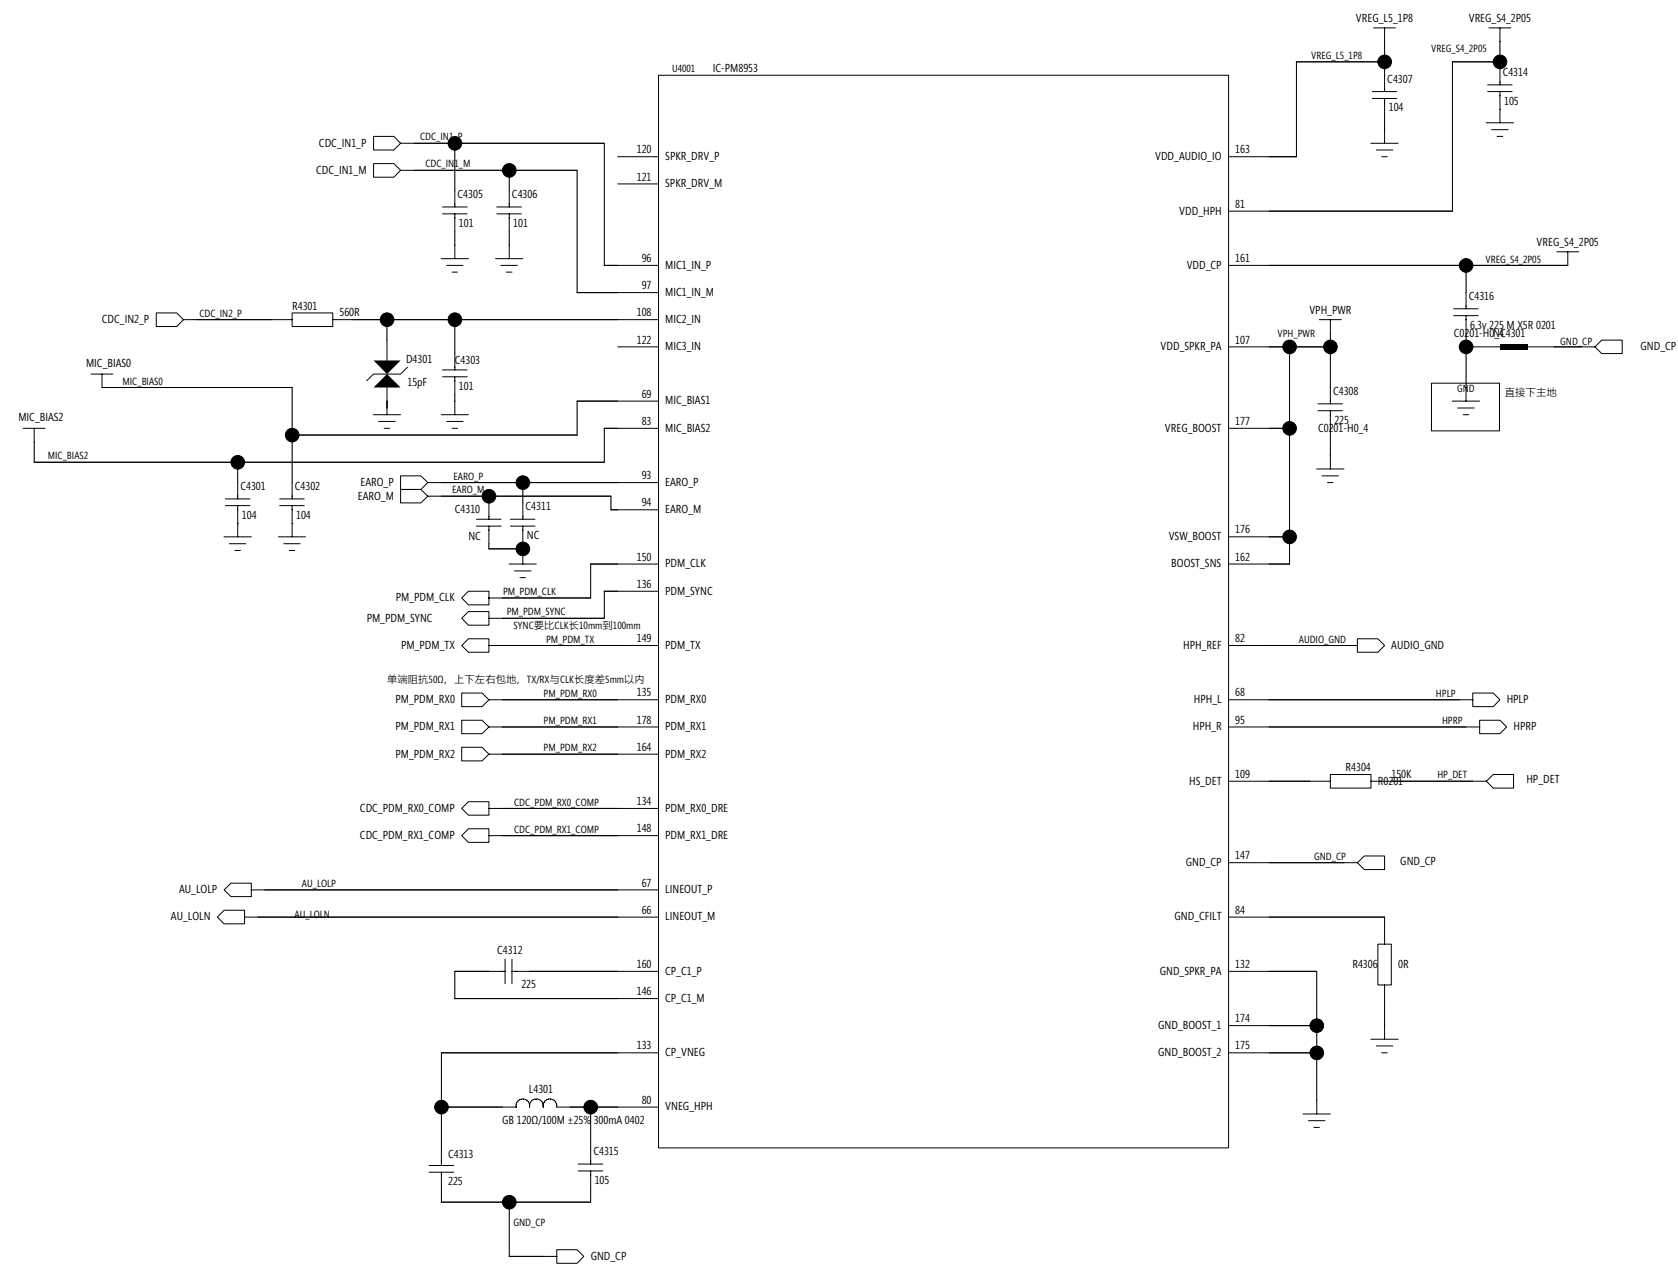 VREG_L5_1P8
VREG_S4_2P05
VREG_L5_1P8
VREG_S4_2P05
C4307
104
C4314
105
U4001 IC-PM8953
CDC_IN1_P
CDC_IN1_P
CDC_IN1_M
CDC_IN1_M
C4305
101
C4306
101
120 SPKR_DRV_P
121 SPKR_DRV_M
96 MIC1_IN_P
97 MIC1_IN_M
CDC_IN2_P
CDC_IN2_P
R4301
560R
108 MIC2_IN
122 MIC3_IN
D4301
15pF
C4303
101
MIC_BIAS0
MIC_BIAS0
69 MIC_BIAS1
MIC_BIAS2
MIC_BIAS2
83 MIC_BIAS2
C4301
104
C4302
104
EARO_P
EARO_P
93 EARO_P
EARO_M
EARO_M
94 EARO_M
C4310
NC
C4311
NC
150 PDM_CLK
PM_PDM_CLK
PM_PDM_CLK
136 PDM_SYNC
PM_PDM_SYNC
PM_PDM_SYNC
SYNC要比CLK长10mm到100mm
PM_PDM_TX
PM_PDM_TX
149 PDM_TX
单端阻抗50Ω，上下左右包地，TX/RX与CLK长度差5mm以内
PM_PDM_RX0
PM_PDM_RX0
135 PDM_RX0
PM_PDM_RX1
PM_PDM_RX1
178 PDM_RX1
PM_PDM_RX2
PM_PDM_RX2
164 PDM_RX2
CDC_PDM_RX0_COMP
CDC_PDM_RX0_COMP
134 PDM_RX0_DRE
CDC_PDM_RX1_COMP
CDC_PDM_RX1_COMP
148 PDM_RX1_DRE
AU_LOLP
AU_LOLP
67 LINEOUT_P
AU_LOLN
AU_LOLN
66 LINEOUT_M
C4312
225
160 CP_C1_P
146 CP_C1_M
133 CP_VNEG
L4301
GB 120Ω/100M ±25% 300mA 0402
80 VNEG_HPH
C4313
225
C4315
105
GND_CP
GND_CP
VDD_AUDIO_IO 163
VDD_HPH 81
VDD_CP 161
VREG_S4_2P05
VREG_S4_2P05
C4316
6.3v 225 M X5R 0201
GND_CP
GND_CP
GND
直接下主地
VPH_PWR
VPH_PWR
VDD_SPKR_PA 107
C4308
225
C0201-H0_4
VREG_BOOST 177
VSW_BOOST 176
BOOST_SNS 162
HPH_REF 82
AUDIO_GND
AUDIO_GND
HPH_L 68
HPLP
HPLP
HPH_R 95
HPRP
HPRP
HS_DET 109
R4304
R0201
150K
HP_DET
HP_DET
GND_CP 147
GND_CP
GND_CP
GND_CFILT 84
R4306
0R
GND_SPKR_PA 132
GND_BOOST_1 174
GND_BOOST_2 175